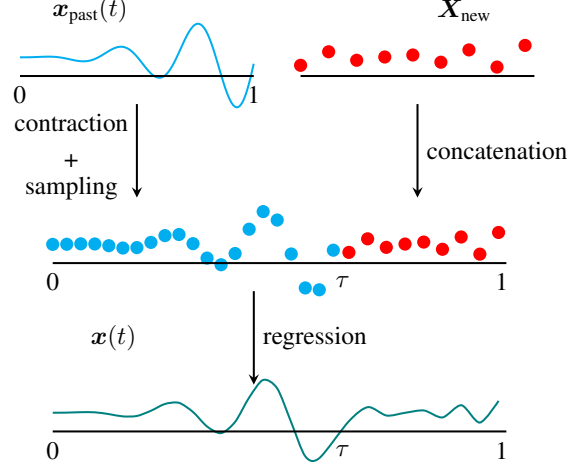 x_past(t) X_new
0 1
contraction
+
sampling
concatenation
0 τ 1
x(t)
regression
0 τ 1